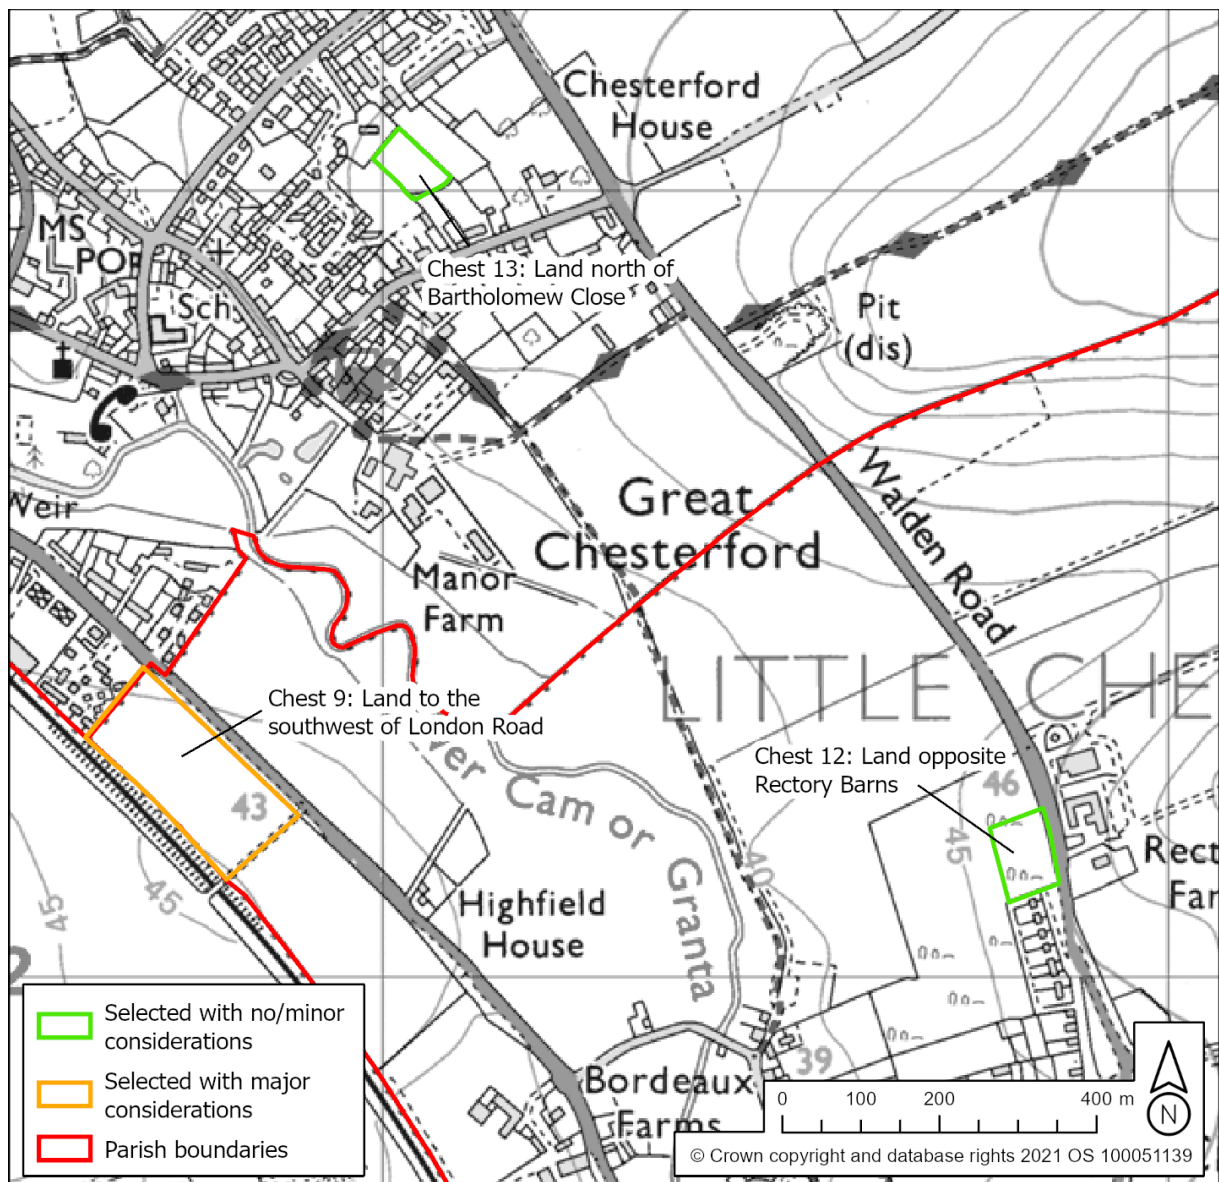 Chesterford
House
MS
PO
Sch
Chest 13: Land north of
Bartholomew Close
Pit
(dis)
Weir
Great
Chesterford
Walden Road
Manor
Farm
LITTLE CHE
Chest 9: Land to the
southwest of London Road
Chest 12: Land opposite
Rectory Barns
ver Cam or Granta
43
46
45
45
45
40
Rect
Far
Highfield
House
2
39
Bordeaux
Farms
Selected with no/minor
considerations
Selected with major
considerations
Parish boundaries
N
0 100 200 400 m
© Crown copyright and database rights 2021 OS 100051139